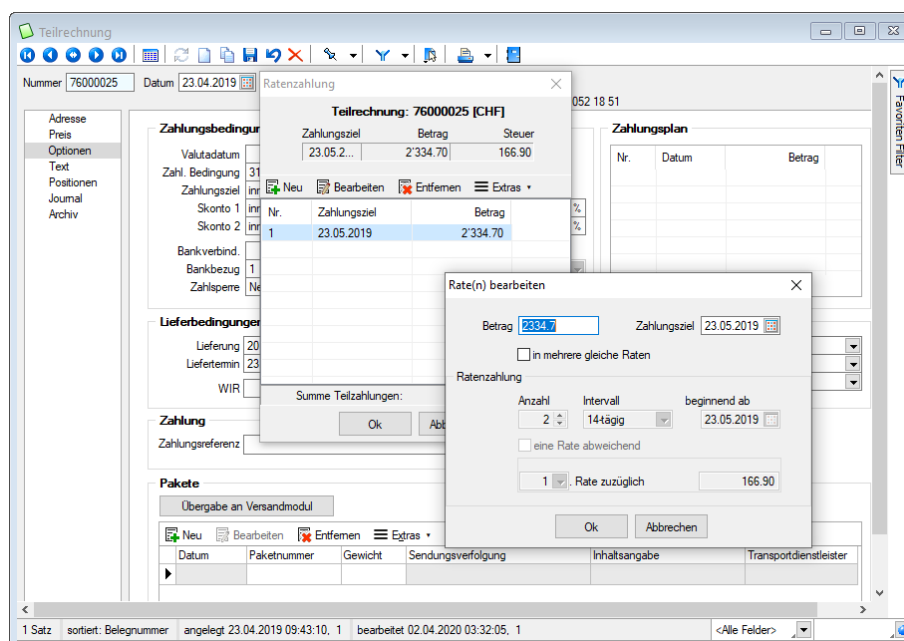 Teilrechnung
Nummer 76000025 Datum 23.04.2019
052 18 51
Adresse
Preis
Optionen
Text
Positionen
Journal
Archiv
Zahlungsbedingur
Valutadatum
Zahl. Bedingung 31
Zahlungsziel inr
Skonto 1 inr %
Skonto 2 inr %
Bankverbind.
Bankbezug 1
Zahlsperre Ne
Lieferbedingunger
Lieferung 20
Liefertermin 23
WIR
Zahlung
Zahlungsreferenz
Pakete
Übergabe an Versandmodul
Neu Bearbeiten Entfernen Extras
Datum Paketnummer Gewicht Sendungsverfolgung Inhaltsangabe Transportdienstleister
Zahlungsplan
Nr. Datum Betrag
Favoriten Filter
Ratenzahlung
Teilrechnung: 76000025 [CHF]
Zahlungsziel Betrag Steuer
23.05.2... 2'334.70 166.90
Neu Bearbeiten Entfernen Extras
Nr. Zahlungsziel Betrag
1 23.05.2019 2'334.70
Summe Teilzahlungen:
Ok Abb
Rate(n) bearbeiten
Betrag 2334.7 Zahlungsziel 23.05.2019
in mehrere gleiche Raten
Ratenzahlung
Anzahl Intervall beginnend ab
2 14-tägig 23.05.2019
eine Rate abweichend
1 . Rate zuzüglich 166.90
Ok Abbrechen
1 Satz sortiert: Belegnummer angelegt 23.04.2019 09:43:10, 1 bearbeitet 02.04.2020 03:32:05, 1 <Alle Felder>